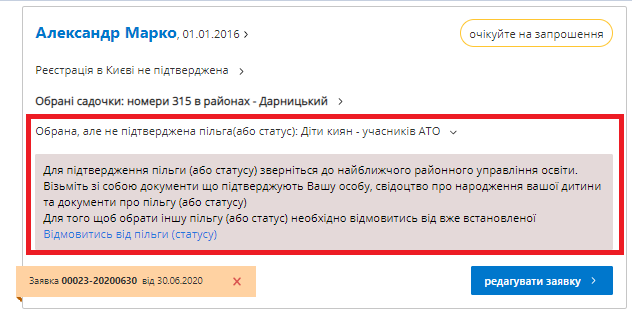 Александр Марко, 01.01.2016
очікуйте на запрошення
Реєстрація в Києві не підтверджена
Обрані садочки: номери 315 в районах - Дарницький
Обрана, але не підтверджена пільга(або статус): Діти киян - учасників АТО
Для підтвердження пільги (або статусу) зверніться до найближчого районного управління освіти.
Візьміть зі собою документи що підтверджують Вашу особу, свідоцтво про народження вашої дитини
та документи про пільгу (або статусу)
Для того щоб обрати іншу пільгу (або статус) необхідно відмовитись від вже встановленої
Відмовитись від пільги (статусу)
Заявка 00023-20200630 від 30.06.2020
редагувати заявку